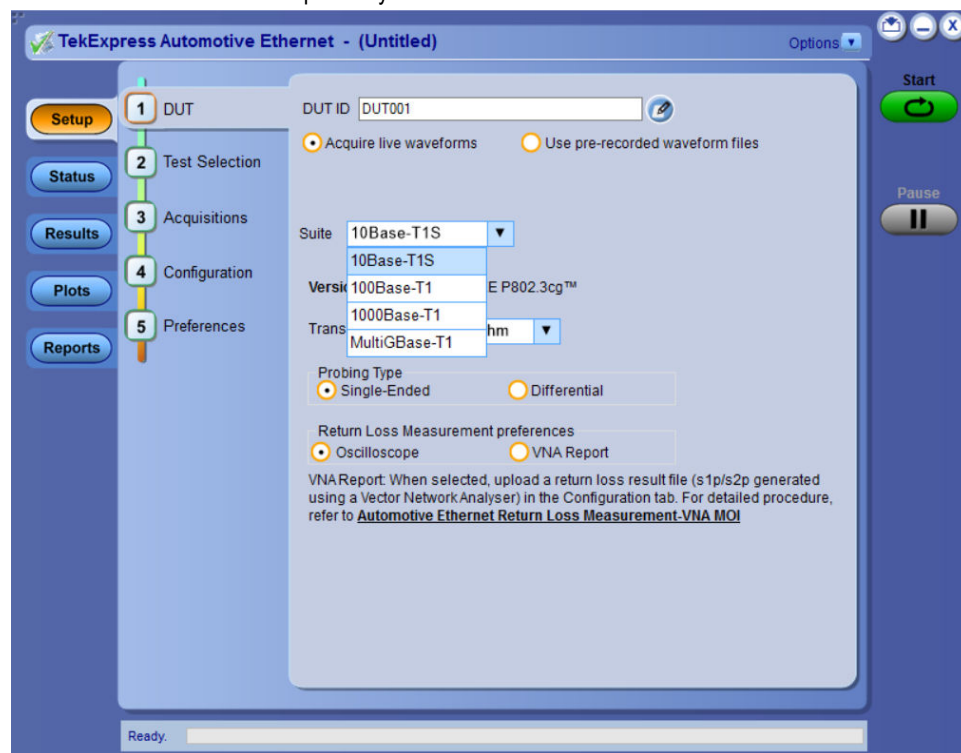 TekExpress Automotive Ethernet - (Untitled)
Options
Start
Pause
Setup
Status
Results
Plots
Reports
1 DUT
2 Test Selection
3 Acquisitions
4 Configuration
5 Preferences
DUT ID DUT001
Acquire live waveforms
Use pre-recorded waveform files
Suite 10Base-T1S
10Base-T1S
100Base-T1
1000Base-T1
MultiGBase-T1
E P802.3cg™
Trans
hm
Probing Type
Single-Ended
Differential
Return Loss Measurement preferences
Oscilloscope
VNA Report
VNA Report: When selected, upload a return loss result file (s1p/s2p generated
using a Vector Network Analyser) in the Configuration tab. For detailed procedure,
refer to Automotive Ethernet Return Loss Measurement-VNA MOI
Ready.